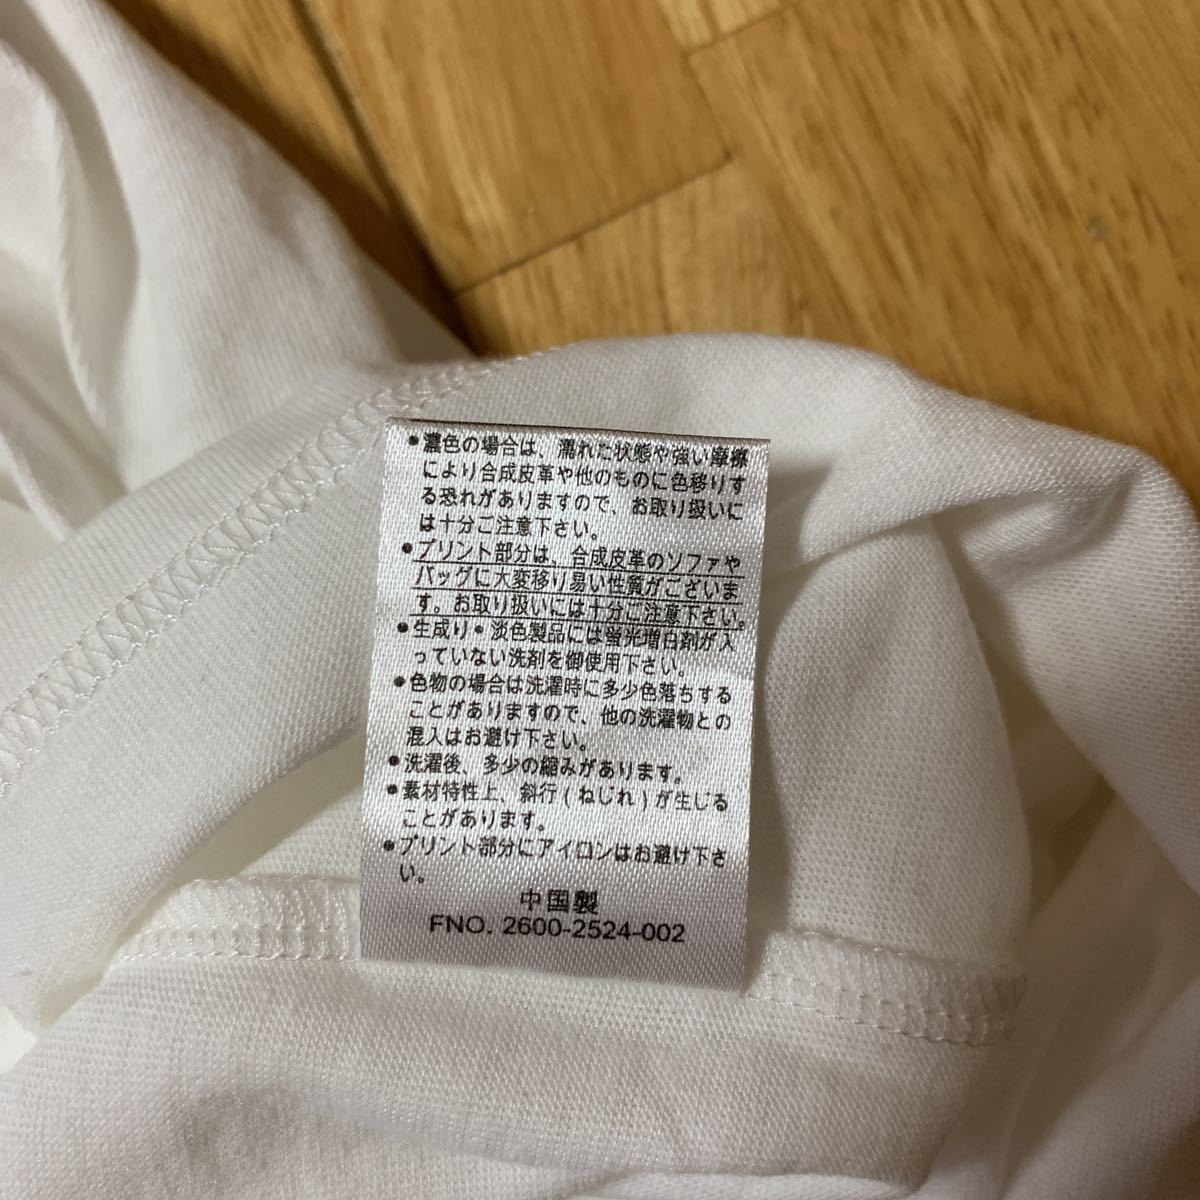 •濃色の場合は、濡れた状態や強い摩擦
により合成皮革や他のものに色移りす
る恐れがありますので、お取り扱いに
は十分ご注意下さい。
•プリント部分は、合成皮革のソファや
バッグに大変移り易い性質がございま
す。お取り扱いには十分ご注意下さい。
•生成り・淡色製品には蛍光増白剤が入
っていない洗剤を御使用下さい。
•色物の場合は洗濯時に多少色落ちする
ことがありますので、他の洗濯物との
混入はお避け下さい。
•洗濯後、多少の縮みがあります。
•素材特性上、斜行(ねじれ)が生じる
ことがあります。
•プリント部分にアイロンはお避け下さ
い。
中国製
FNO. 2600-2524-002